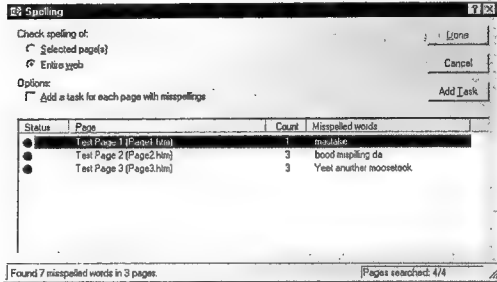 Spelling
Check spelling of:
Selected page(s)
Entire web
Options:
Add a task for each page with misspellings
Done
Cancel
Add Task
Status Page Count Misspelled words
Test Page 1 (Page1.htm) 1 mastake
Test Page 2 (Page2.htm) 3 bood mispiling da
Test Page 3 (Page3.htm) 3 Yeet anurther moosetook
Found 7 misspelled words in 3 pages.
Pages searched: 4/4